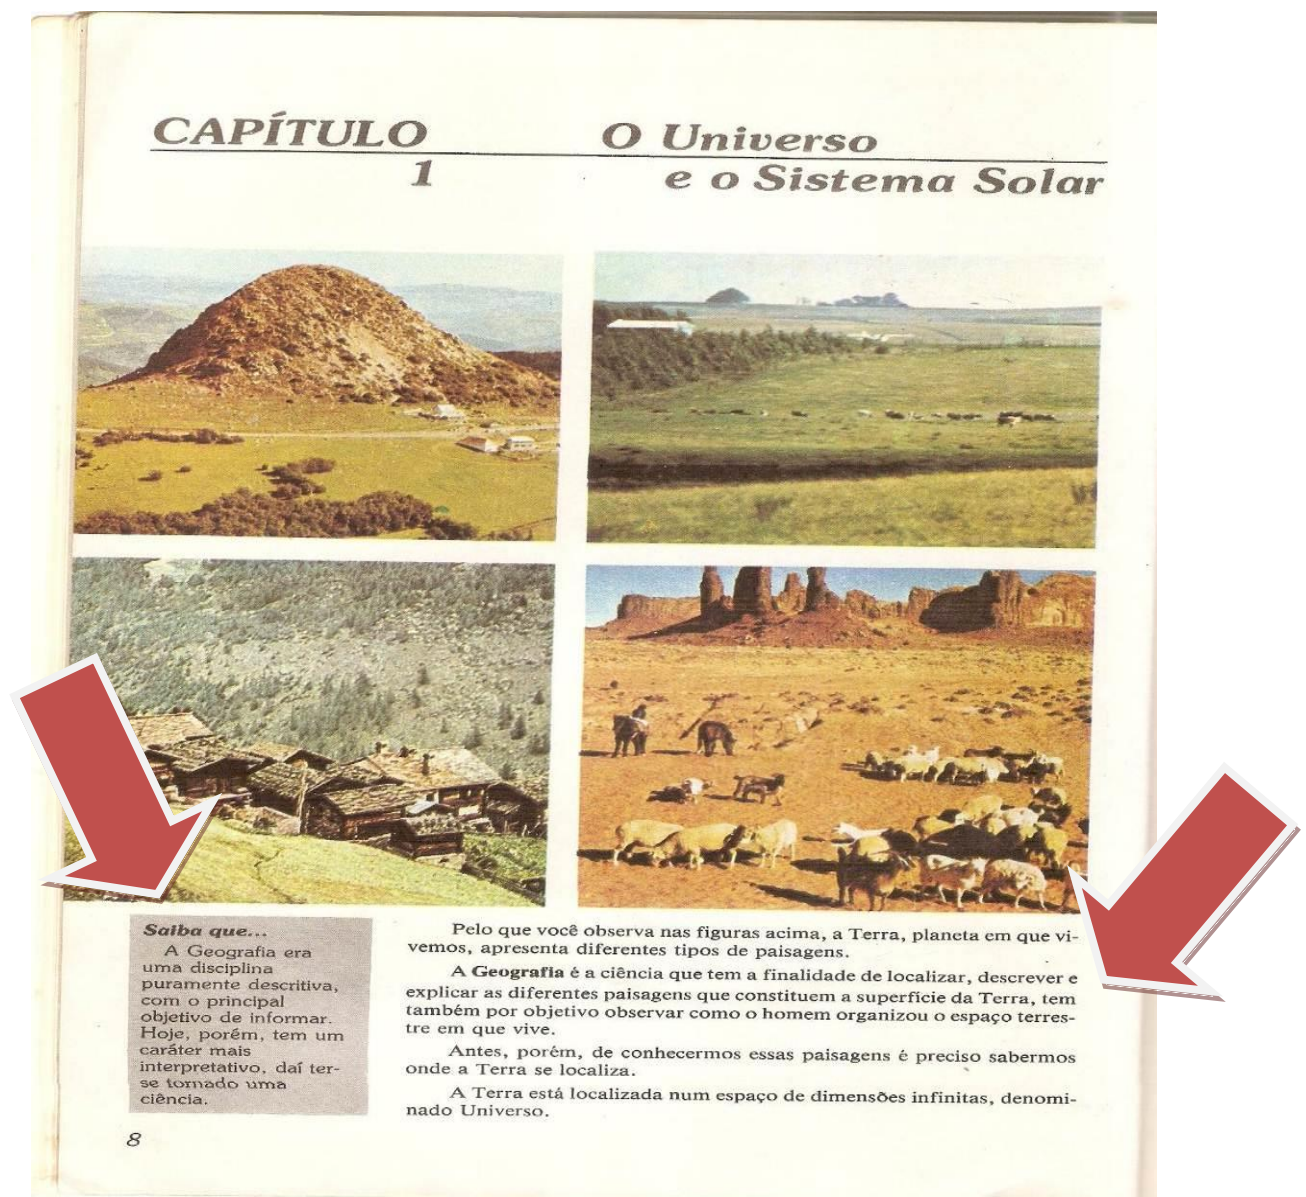 CAPÍTULO
1
O Universo
e o Sistema Solar
Saiba que...
A Geografia era
uma disciplina
puramente descritiva,
com o principal
objetivo de informar.
Hoje, porém, tem um
caráter mais
interpretativo, daí ter-
se tornado uma
ciência.
Pelo que você observa nas figuras acima, a Terra, planeta em que vi-
vemos, apresenta diferentes tipos de paisagens.
A Geografia é a ciência que tem a finalidade de localizar, descrever e
explicar as diferentes paisagens que constituem a superfície da Terra, tem
também por objetivo observar como o homem organizou o espaço terres-
tre em que vive.
Antes, porém, de conhecermos essas paisagens é preciso sabermos
onde a Terra se localiza.
A Terra está localizada num espaço de dimensões infinitas, denomi-
nado Universo.
8